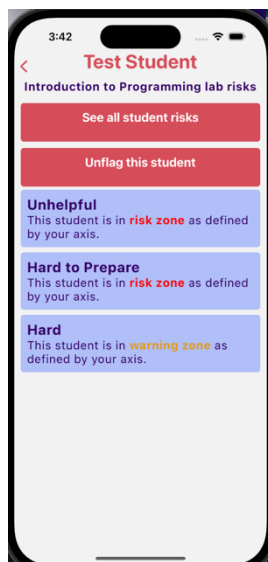 3:42
Test Student
Introduction to Programming lab risks
See all student risks
Unflag this student
Unhelpful
This student is in risk zone as defined
by your axis.
Hard to Prepare
This student is in risk zone as defined
by your axis.
Hard
This student is in warning zone as
defined by your axis.